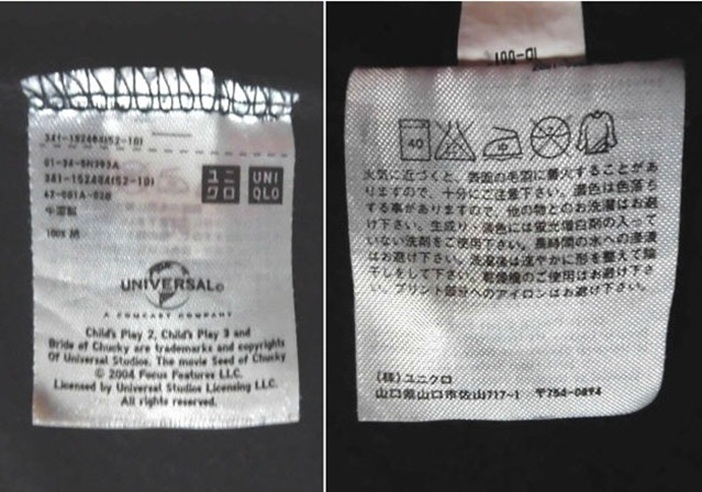 341-152484(52-10)
01-34-5H393A
341-152484(52-10)
中国製
100% 綿
ユニ
クロ
UNI
QLO
UNIVERSAL®
A COMCAST COMPANY
Child's Play 2, Child's Play 3 and
Bride of Chucky are trademarks and copyrights
Of Universal Studios. The movie Seed of Chucky
© 2004 Focus Features LLC.
Licensed by Universal Studios Licensing LLC.
All rights reserved.
40
中
火気に近づくと、表面の毛羽に着火することがあ
りますので、十分にご注意下さい。濃色は色落ち
する事がありますので、他の物とのお洗濯はお避
け下さい。生成り、淡色には蛍光増白剤の入って
いない洗剤をご使用下さい。長時間の水への浸漬
はお避け下さい。洗濯後は速やかに形を整えて陰
干しをして下さい。乾燥機のご使用はお避け下さ
い。プリント部分へのアイロンはお避け下さい。
(株)ユニクロ
山口県山口市佐山717-1 〒754-0894